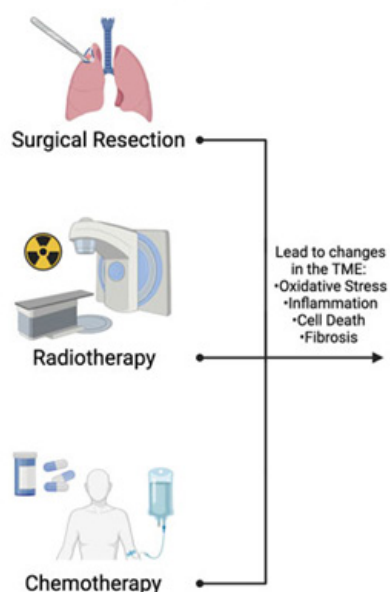 Surgical Resection
Radiotherapy
Lead to changes
in the TME:
•Oxidative Stress
•Inflammation
•Cell Death
•Fibrosis
Chemotherapy